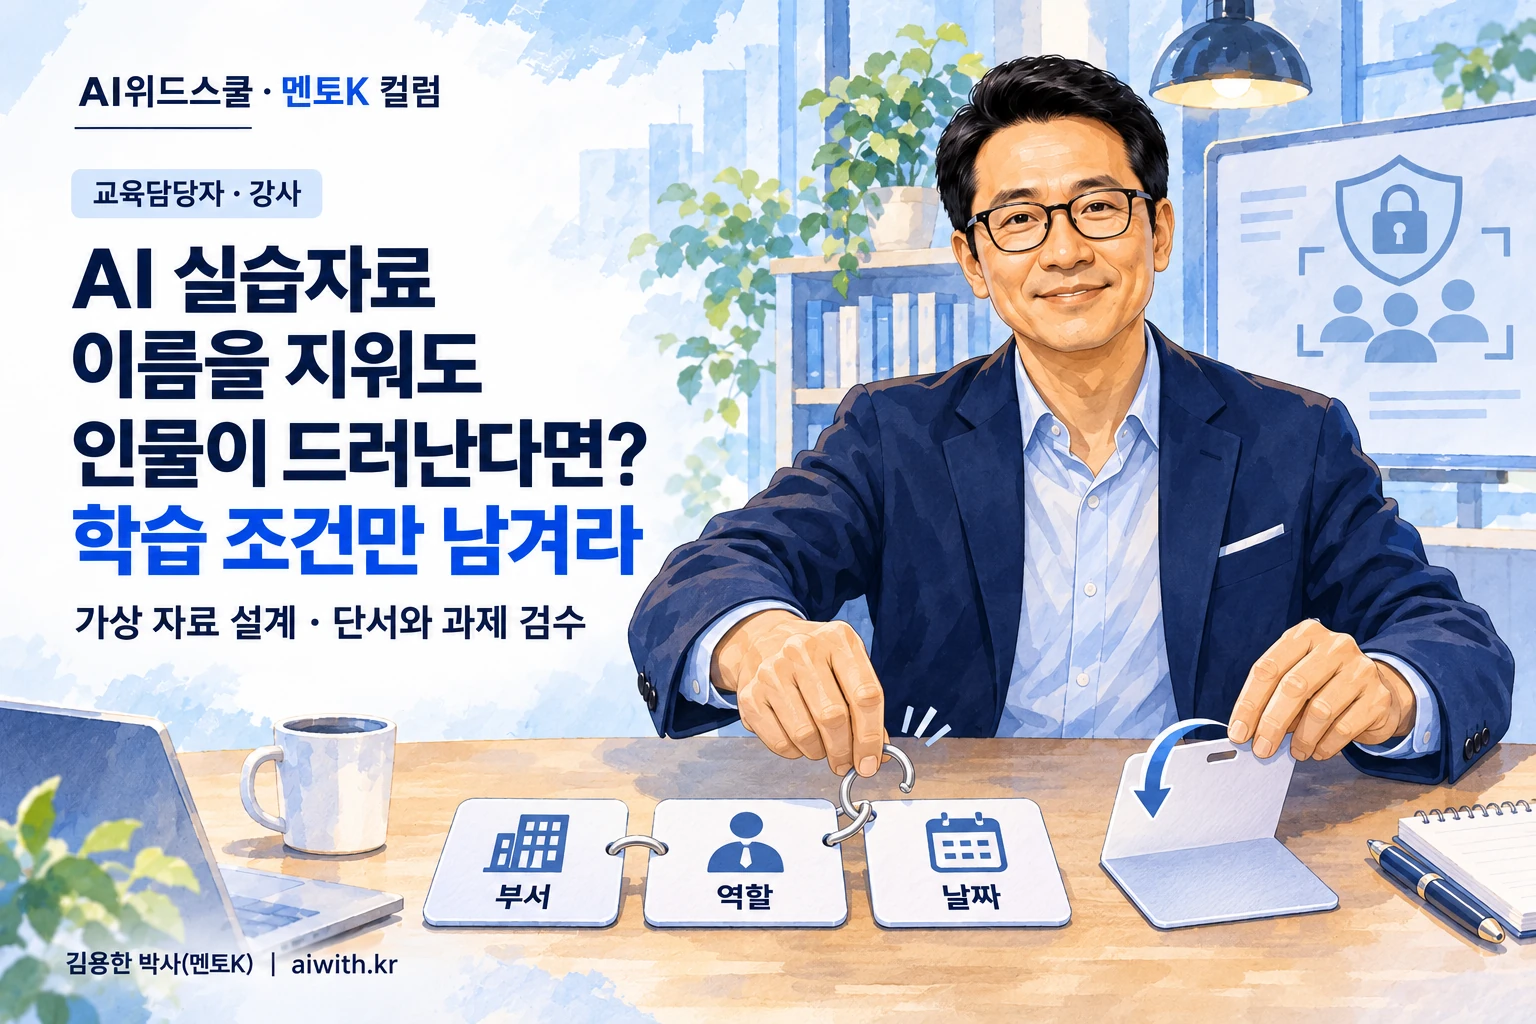 AI위드스쿨 · 멘토K 컬럼
교육담당자 · 강사
AI 실습자료
이름을 지워도
인물이 드러난다면?
학습 조건만 남겨라
가상 자료 설계 · 단서와 과제 검수
부서
역할
날짜
김용한 박사(멘토K) | aiwith.kr